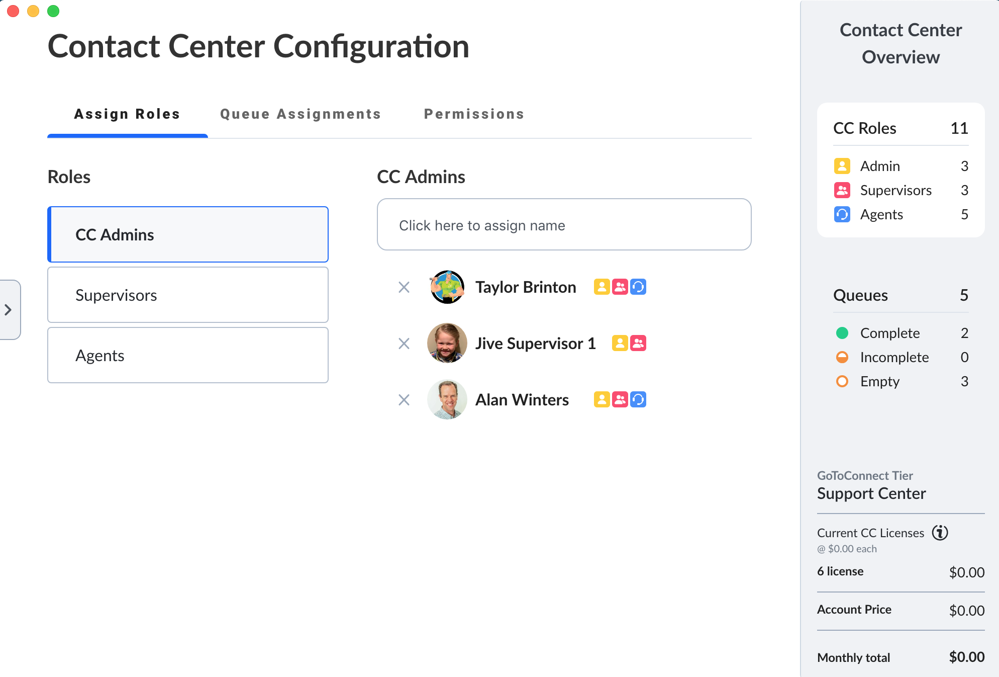 Contact Center Configuration
Assign Roles
Queue Assignments
Permissions
Roles
CC Admins
Supervisors
Agents
CC Admins
Click here to assign name
Taylor Brinton
Jive Supervisor 1
Alan Winters
Contact Center
Overview
CC Roles 11
Admin 3
Supervisors 3
Agents 5
Queues 5
Complete 2
Incomplete 0
Empty 3
GoToConnect Tier
Support Center
Current CC Licenses
@ $0.00 each
6 license $0.00
Account Price $0.00
Monthly total $0.00